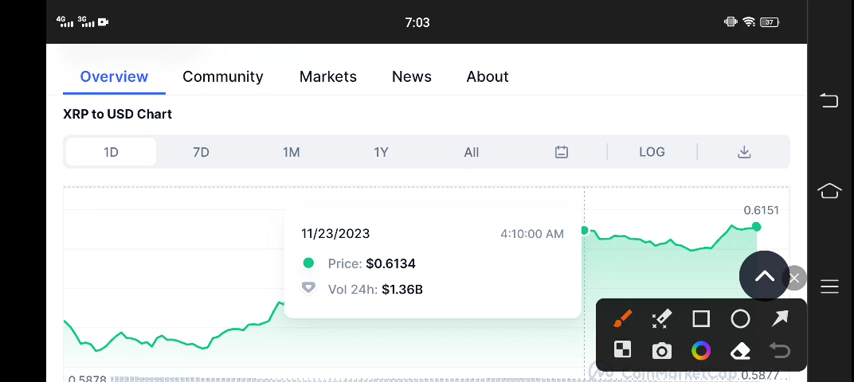 4G 3G 7:03 37
Overview Community Markets News About
XRP to USD Chart
1D 7D 1M 1Y All LOG
0.6151
11/23/2023 4:10:00 AM
Price: $0.6134
Vol 24h: $1.36B
0.5878 CoinMarketCap 0.5877